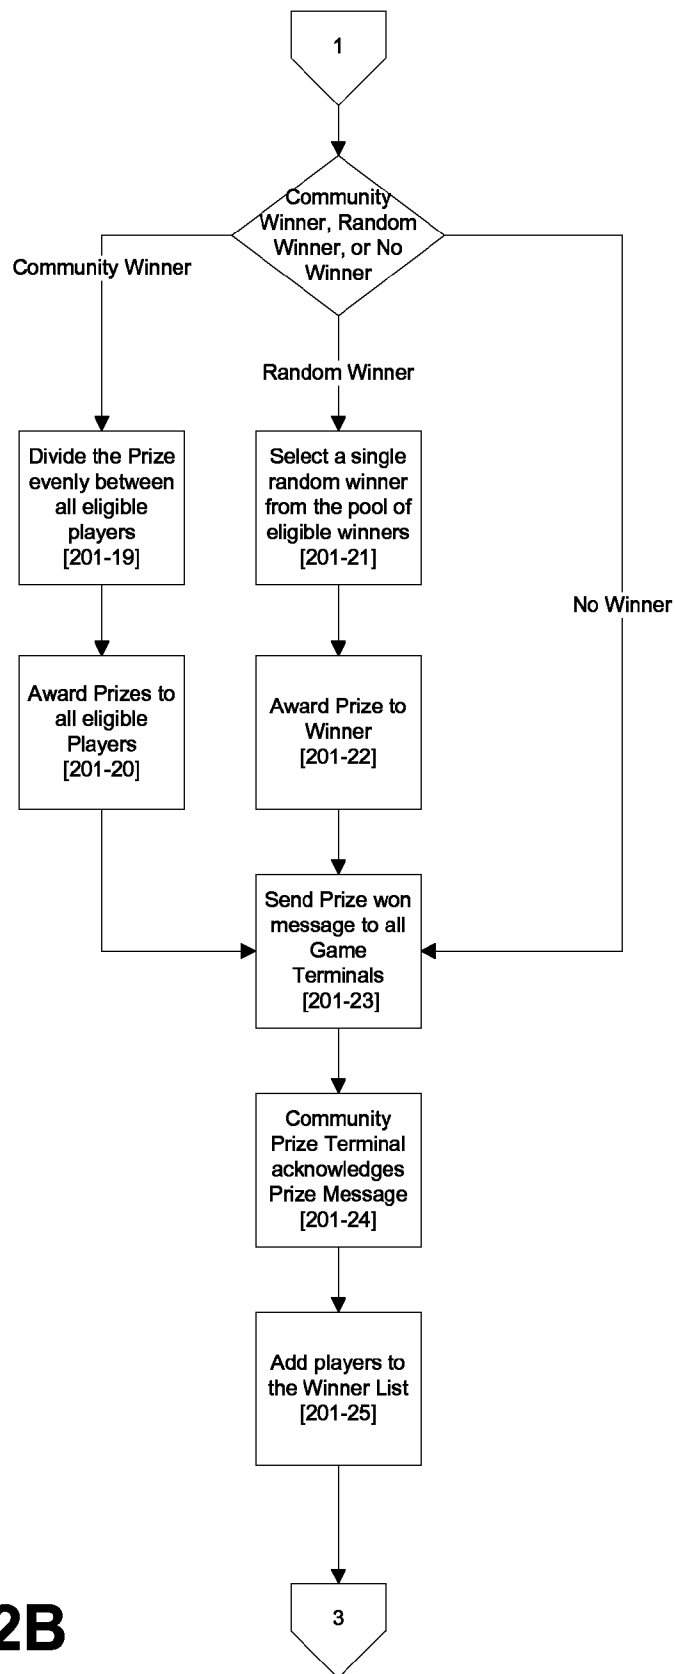 1
Community
Winner, Random
Winner, or No
Winner
Community Winner
Random Winner
Divide the Prize
evenly between
all eligible
players
[201-19]
Select a single
random winner
from the pool of
eligible winners
[201-21]
No Winner
Award Prizes to
all eligible
Players
[201-20]
Award Prize to
Winner
[201-22]
Send Prize won
message to all
Game
Terminals
[201-23]
Community
Prize Terminal
acknowledges
Prize Message
[201-24]
Add players to
the Winner List
[201-25]
3
2B